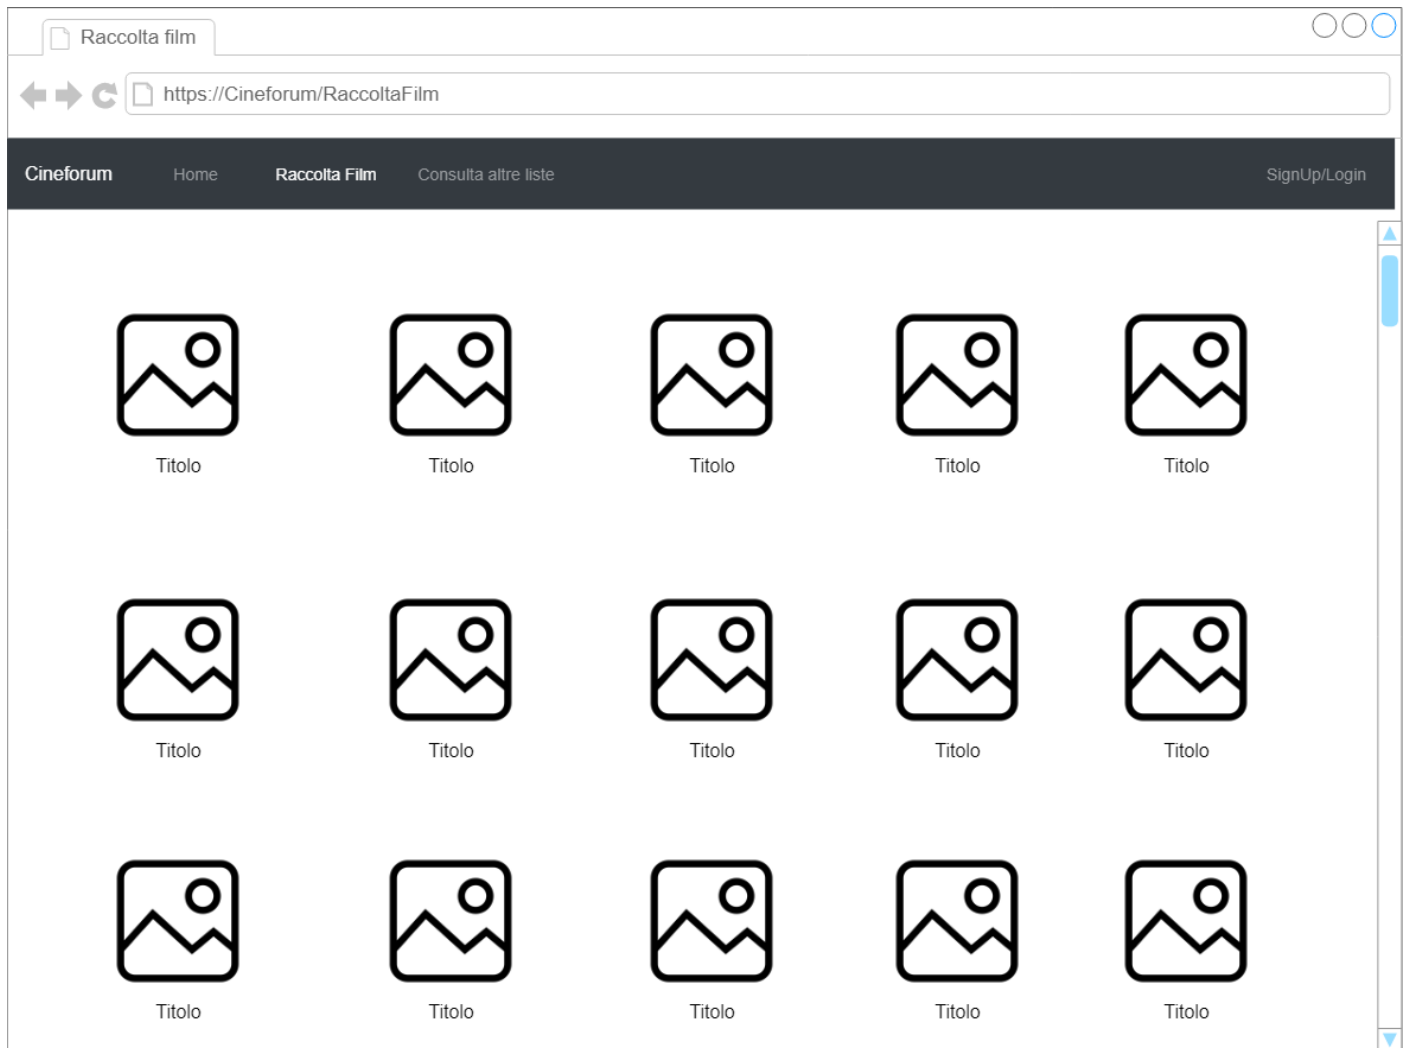 Raccolta film
https://Cineforum/RaccoltaFilm
Cineforum Home Raccolta Film Consulta altre liste SignUp/Login
Titolo Titolo Titolo Titolo Titolo
Titolo Titolo Titolo Titolo Titolo
Titolo Titolo Titolo Titolo Titolo